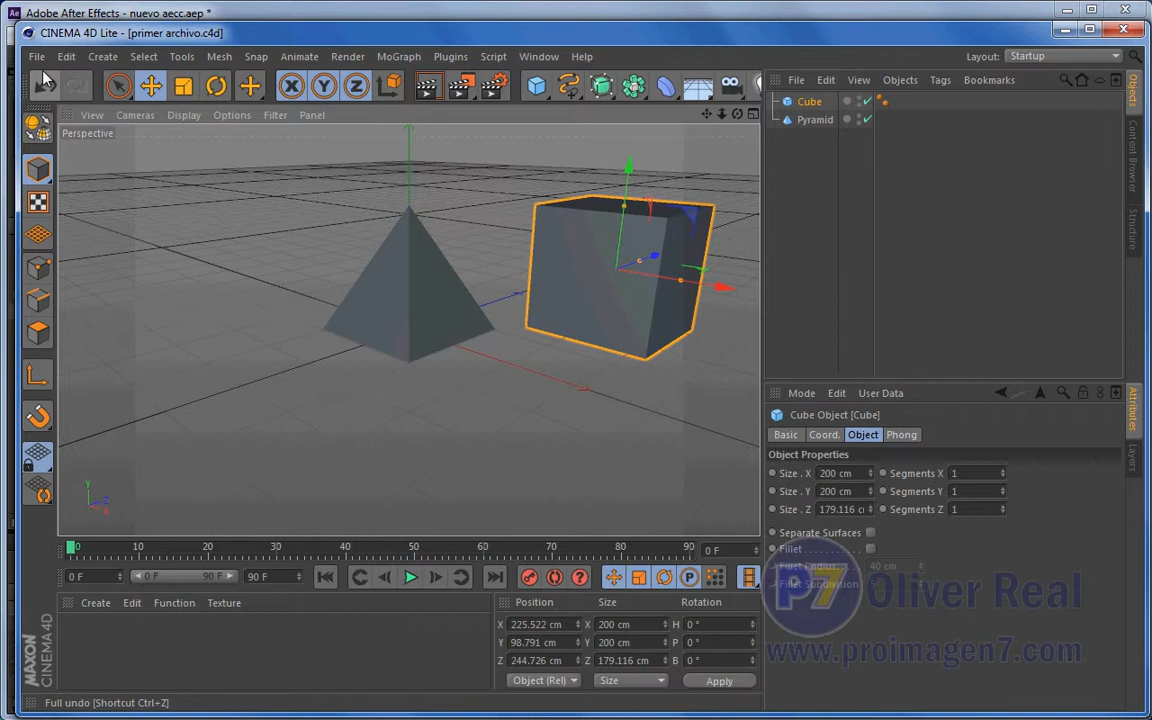 Adobe After Effects - nuevo aecc.aep *
CINEMA 4D Lite - [primer archivo.c4d]
File Edit Create Select Tools Mesh Snap Animate Render MoGraph Plugins Script Window Help Layout: Startup
X Y Z
File Edit View Objects Tags Bookmarks
Cube
Pyramid
View Cameras Display Options Filter Panel
Perspective
Objects
Content Browser
Structure
Mode Edit User Data
Cube Object [Cube]
Basic Coord. Object Phong
Object Properties
Size . X 200 cm Segments X 1
Size . Y 200 cm Segments Y 1
Size . Z 179.116 Segments Z 1
Separate Surfaces
Fillet
Fillet Radius. 40 cm
Fillet Subdivision
Attributes
Layers
Y Z X
0 10 20 30 40 50 60 70 80 90 0 F
0 F 0 F 90 F 90 F
P
Create Edit Function Texture
Position Size Rotation
X 225.522 cm X 200 cm H 0 °
Y 98.791 cm Y 200 cm P 0 °
Z 244.726 cm Z 179.116 cm B 0 °
Object (Rel) Size Apply
MAXON CINEMA 4D
P7 Oliver Real
www.proimagen7.com
Full undo [Shortcut Ctrl+Z]